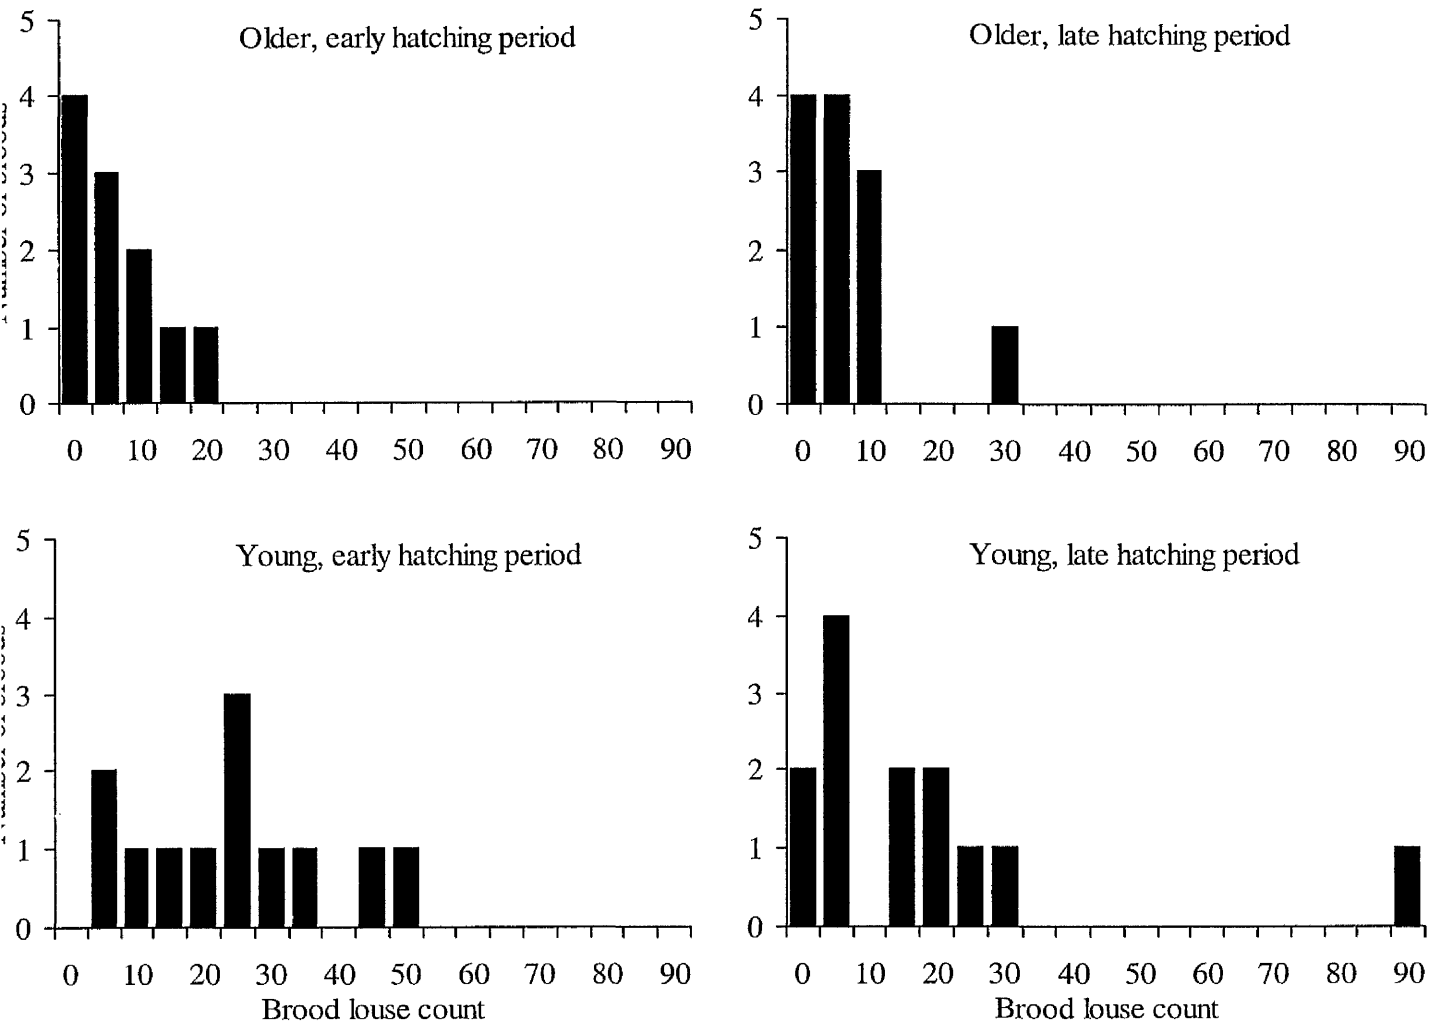 Older, early hatching period
5
4
3
2
1
0
0 10 20 30 40 50 60 70 80 90
Older, late hatching period
5
4
3
2
1
0
0 10 20 30 40 50 60 70 80 90
Young, early hatching period
5
4
3
2
1
0
0 10 20 30 40 50 60 70 80 90
Brood louse count
Young, late hatching period
5
4
3
2
1
0
0 10 20 30 40 50 60 70 80 90
Brood louse count